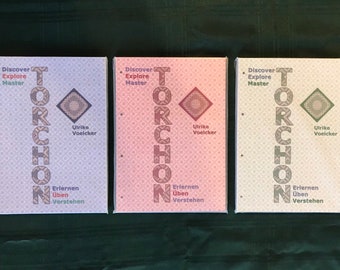 Discover
Explore
Master
TORCHON
Ulrike
Voelcker
Erlernen
Üben
Verstehen
Discover
Explore
Master
TORCHON
Ulrike
Voelcker
Erlernen
Üben
Verstehen
Discover
Explore
Master
TORCHON
Ulrike
Voelcker
Erlernen
Üben
Verstehen